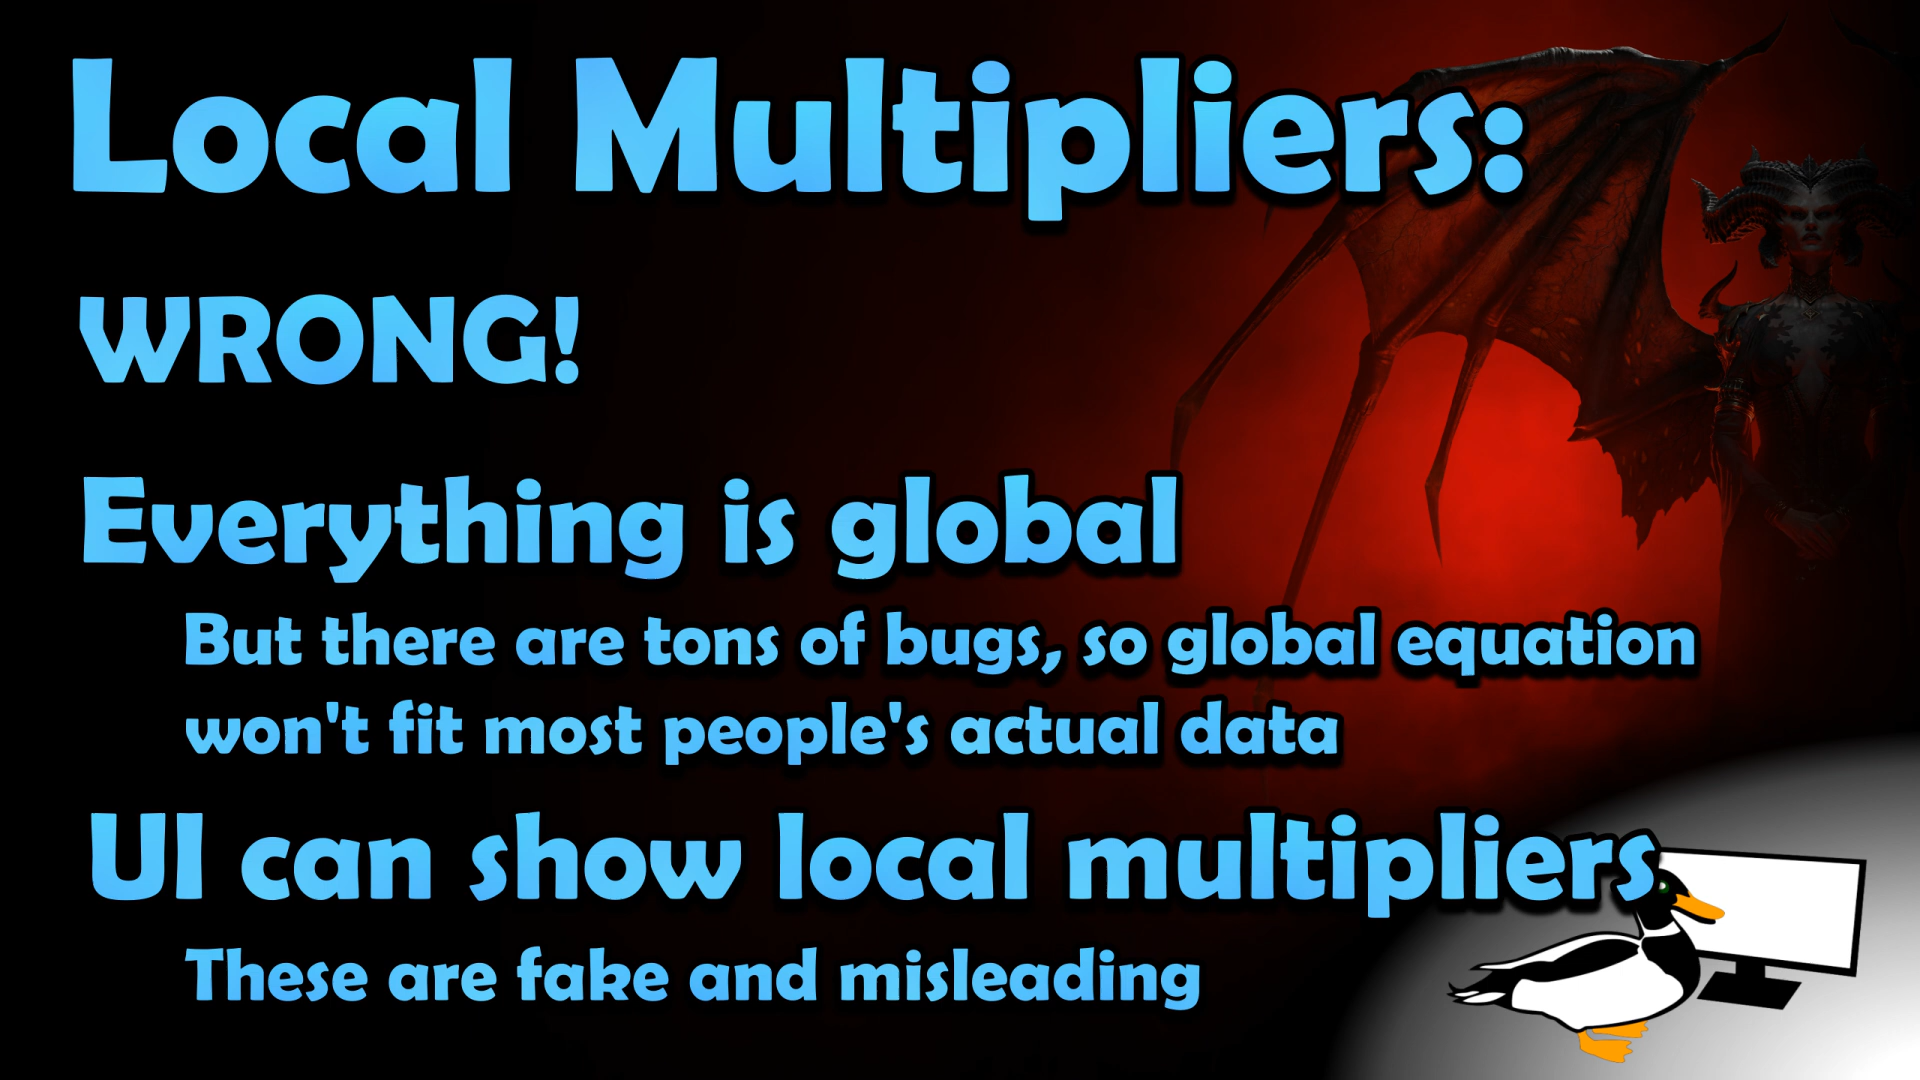 Local Multipliers:
WRONG!
Everything is global
But there are tons of bugs, so global equation
won't fit most people's actual data
UI can show local multipliers
These are fake and misleading